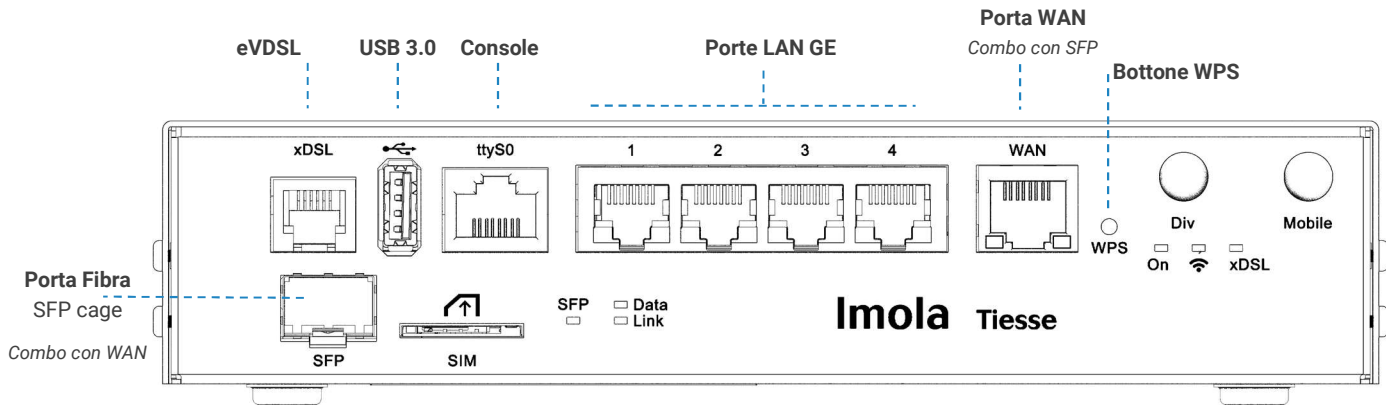 Porta WAN
eVDSL USB 3.0 Console Porte LAN GE Combo con SFP
Bottone WPS
xDSL ttyS0 1 2 3 4 WAN
Div Mobile
WPS
On xDSL
Porta Fibra
SFP cage
Combo con WAN
SFP Data
Link
Imola Tiesse
SFP SIM